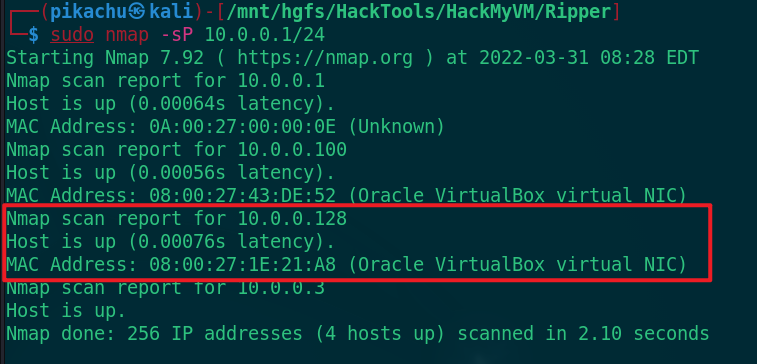 ┌──(pikachu㉿kali)-[/mnt/hgfs/HackTools/HackMyVM/Ripper]
└─$ sudo nmap -sP 10.0.0.1/24
Starting Nmap 7.92 ( https://nmap.org ) at 2022-03-31 08:28 EDT
Nmap scan report for 10.0.0.1
Host is up (0.00064s latency).
MAC Address: 0A:00:27:00:00:0E (Unknown)
Nmap scan report for 10.0.0.100
Host is up (0.00056s latency).
MAC Address: 08:00:27:43:DE:52 (Oracle VirtualBox virtual NIC)
Nmap scan report for 10.0.0.128
Host is up (0.00076s latency).
MAC Address: 08:00:27:1E:21:A8 (Oracle VirtualBox virtual NIC)
Nmap scan report for 10.0.0.3
Host is up.
Nmap done: 256 IP addresses (4 hosts up) scanned in 2.10 seconds